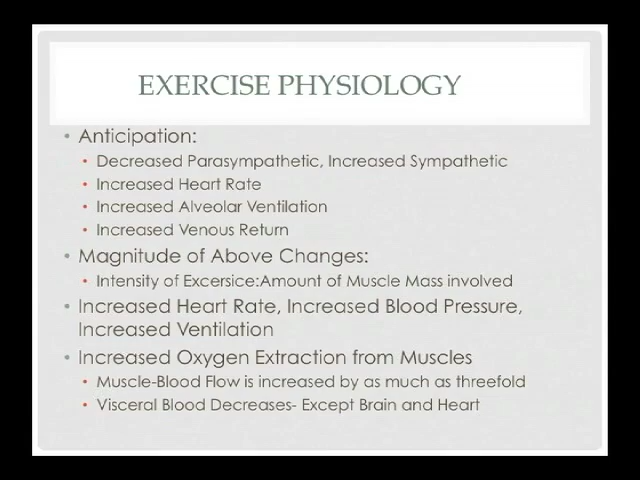 EXERCISE PHYSIOLOGY
• Anticipation:
• Decreased Parasympathetic, Increased Sympathetic
• Increased Heart Rate
• Increased Alveolar Ventilation
• Increased Venous Return
• Magnitude of Above Changes:
• Intensity of Excersice:Amount of Muscle Mass involved
• Increased Heart Rate, Increased Blood Pressure,
Increased Ventilation
• Increased Oxygen Extraction from Muscles
• Muscle-Blood Flow is increased by as much as threefold
• Visceral Blood Decreases- Except Brain and Heart